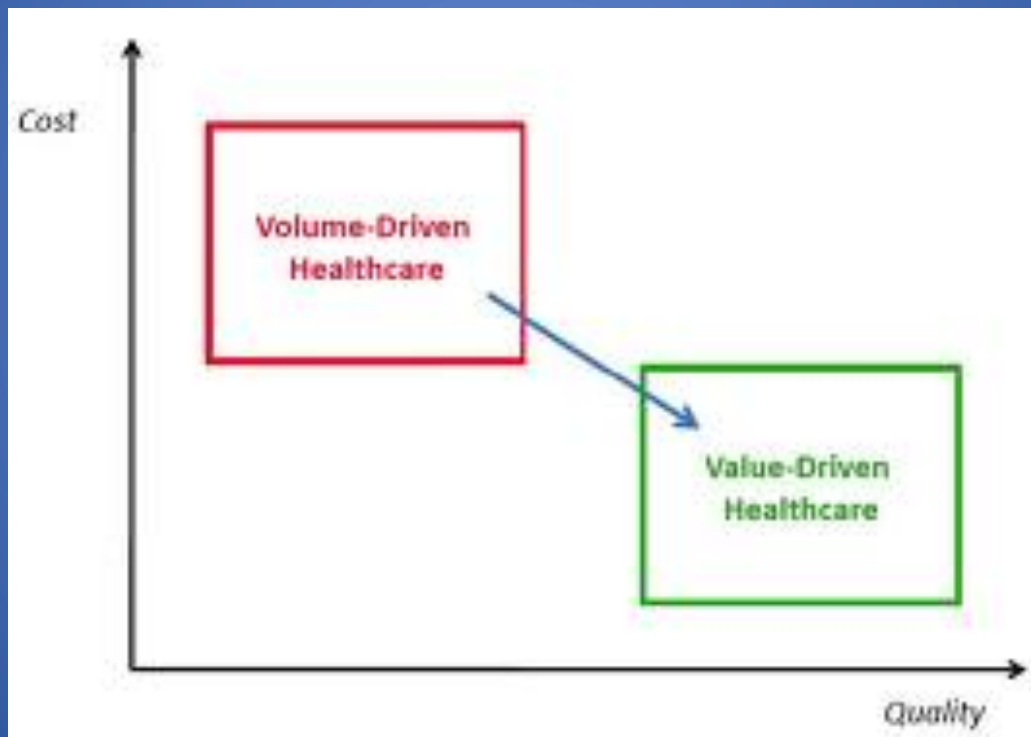 Cost
Volume-Driven
Healthcare
Value-Driven
Healthcare
Quality